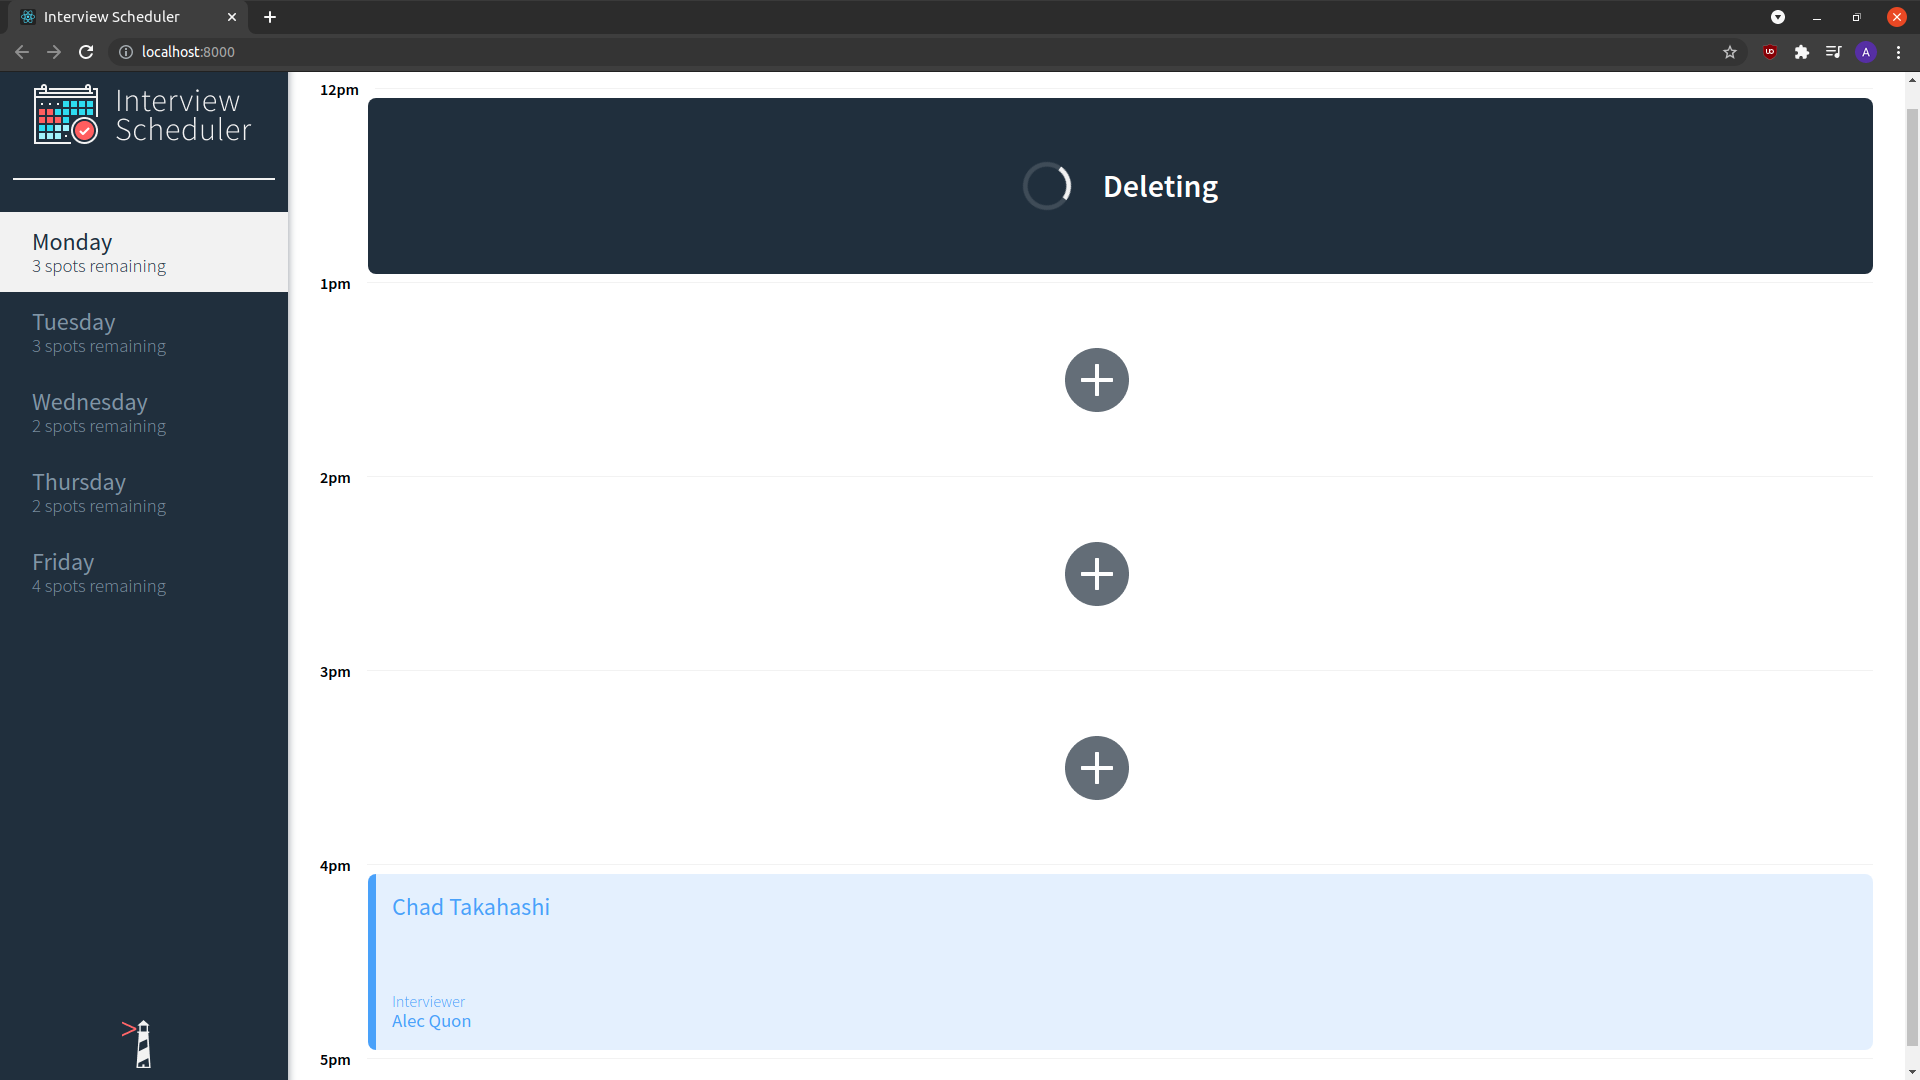 Interview Scheduler
localhost:8000
UD
A
Interview
Scheduler
Monday
3 spots remaining
Tuesday
3 spots remaining
Wednesday
2 spots remaining
Thursday
2 spots remaining
Friday
4 spots remaining
12pm
Deleting
1pm
2pm
3pm
4pm
Chad Takahashi
Interviewer
Alec Quon
5pm